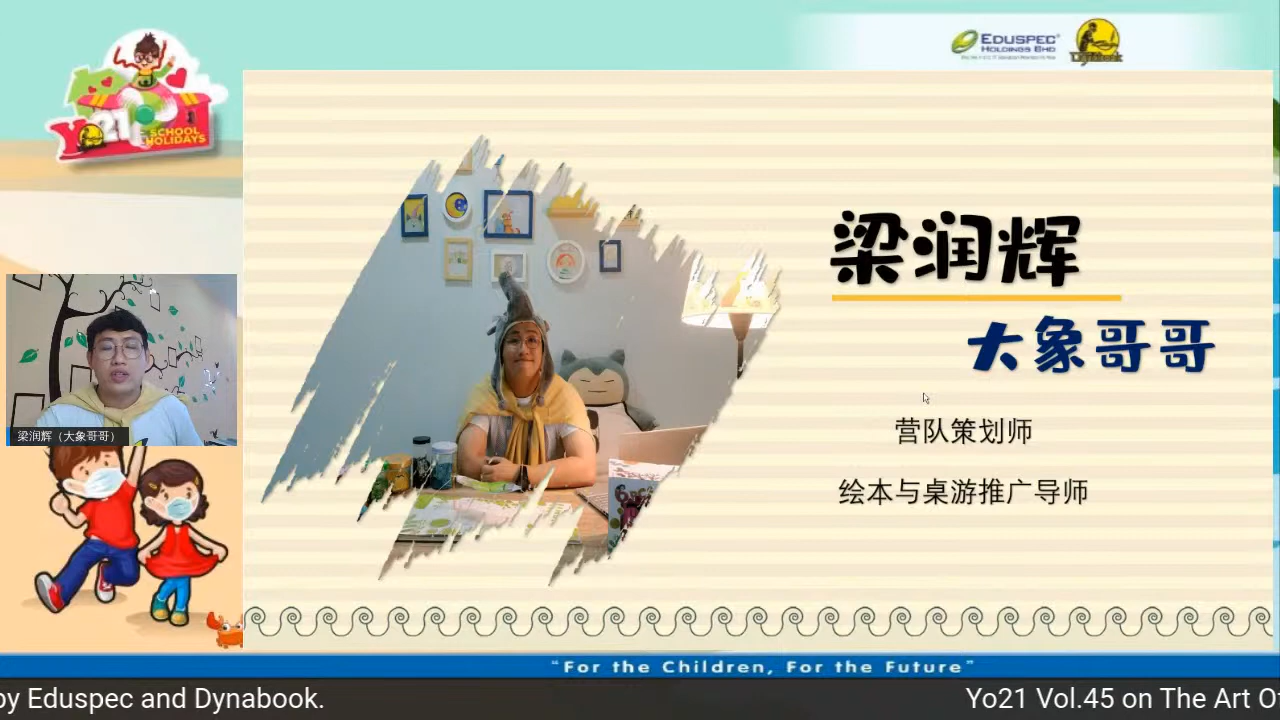 EDUSPEC
HOLDINGS BHD
Yo21 SCHOOL
HOLIDAYS
梁润辉
大象哥哥
营队策划师
绘本与桌游推广导师
梁润辉（大象哥哥）
"For the Children, For the Future"
by Eduspec and Dynabook.
Yo21 Vol.45 on The Art O